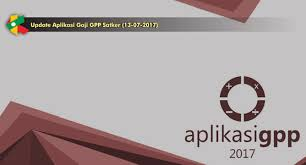 Update Aplikasi Gaji GPP Satker (13-07-2017)
aplikasigpp
2017